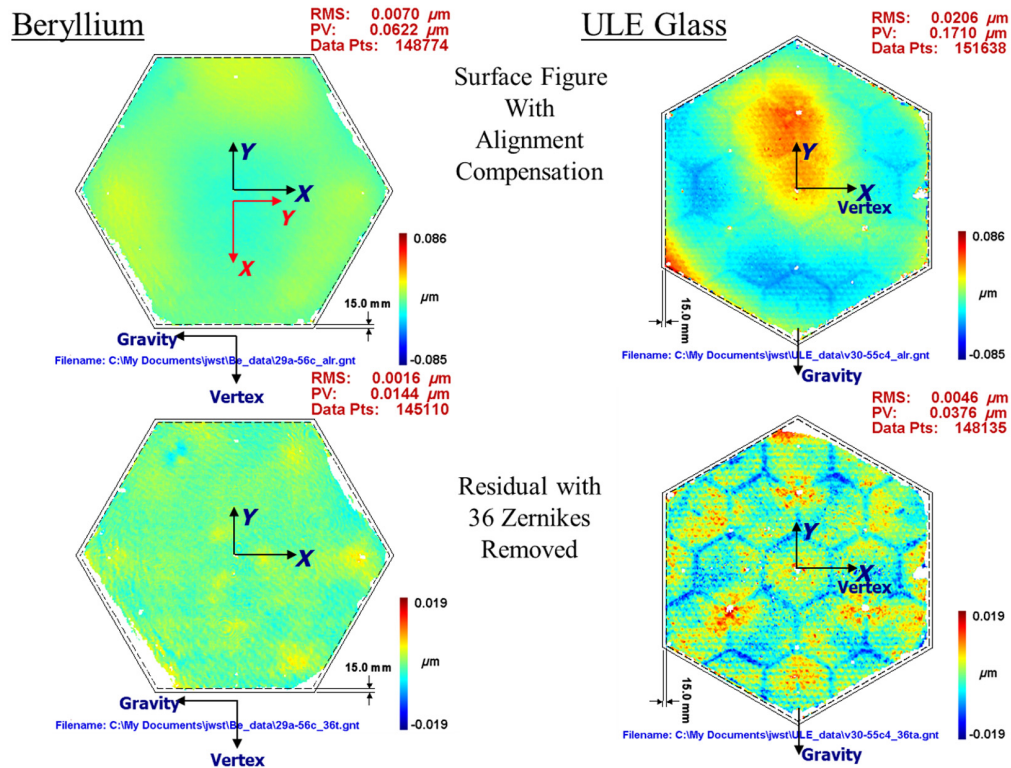 Beryllium
RMS: 0.0070 µm
PV: 0.0622 µm
Data Pts: 148774
Y
X
Y
X
0.086
µm
-0.085
15.0 mm
Gravity
Filename: C:\My Documents\jwst\Be_data\29a-56c_alr.gnt
Vertex
Surface Figure
With
Alignment
Compensation
ULE Glass
RMS: 0.0206 µm
PV: 0.1710 µm
Data Pts: 151638
Y
X
Vertex
0.086
µm
-0.085
15.0 mm
Filename: C:\My Documents\jwst\ULE_data\v30-55c4_alr.gnt
Gravity
RMS: 0.0016 µm
PV: 0.0144 µm
Data Pts: 145110
Y
X
0.019
µm
-0.019
15.0 mm
Gravity
Filename: C:\My Documents\jwst\Be_data\29a-56c_36t.gnt
Vertex
Residual with
36 Zernikes
Removed
RMS: 0.0046 µm
PV: 0.0376 µm
Data Pts: 148135
Y
X
Vertex
0.019
µm
-0.019
15.0 mm
Filename: C:\My Documents\jwst\ULE_data\v30-55c4_36ta.gnt
Gravity